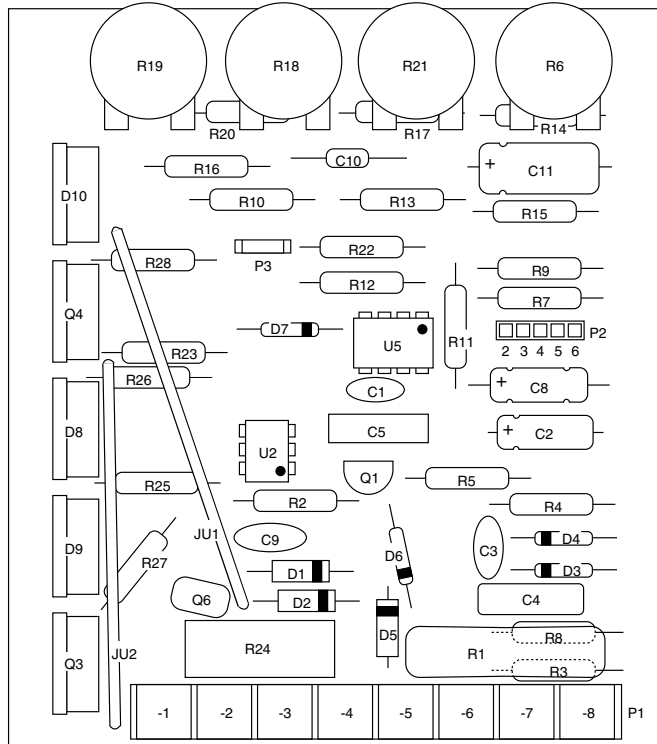 R19 R18 R21 R6
R20 R17 R14
R16 C10 C11
D10 R10 R13 R15
R28 P3 R22 R9
R12 R7
Q4 D7 U5 R11 P2
R23 2 3 4 5 6
R26 C1 C8
D8 U2 C5 C2
Q1
R25 R2 R5 R4
JU1 C9 D6 C3 D4
D9 R27 D1 D3
Q6 D2 C4
D5 R8
Q3 JU2 R24 R1 R3
-1 -2 -3 -4 -5 -6 -7 -8 P1
+
+
+